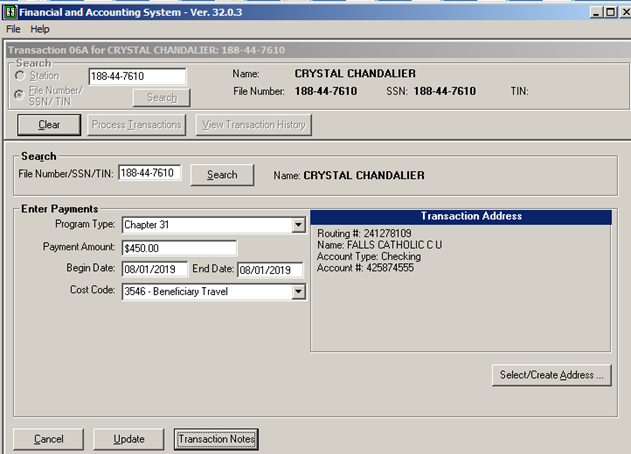 Financial and Accounting System - Ver. 32.0.3
File Help
Transaction 06A for CRYSTAL CHANDALIER: 188-44-7610
Search
Station 188-44-7610 Name: CRYSTAL CHANDALIER
File Number/ SSN/ TIN Search File Number: 188-44-7610 SSN: 188-44-7610 TIN:
Clear Process Transactions View Transaction History
Search
File Number/SSN/TIN: 188-44-7610 Search Name: CRYSTAL CHANDALIER
Enter Payments
Program Type: Chapter 31
Payment Amount: $450.00
Begin Date: 08/01/2019 End Date: 08/01/2019
Cost Code: 3546 - Beneficiary Travel
Transaction Address
Routing #: 241278109
Name: FALLS CATHOLIC C U
Account Type: Checking
Account #: 425874555
Select/Create Address ...
Cancel Update Transaction Notes